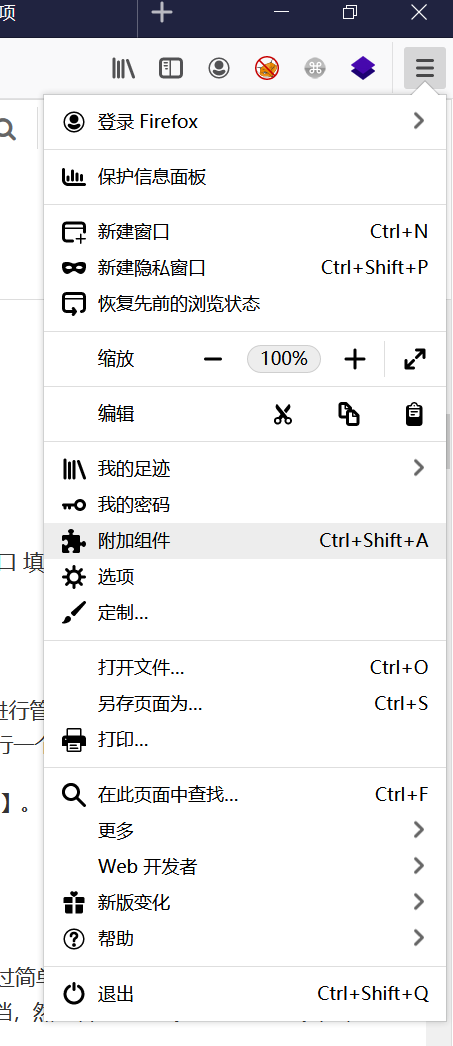 项
登录 Firefox
保护信息面板
新建窗口 Ctrl+N
新建隐私窗口 Ctrl+Shift+P
恢复先前的浏览状态
缩放 100%
编辑
我的足迹
我的密码
口 填
附加组件 Ctrl+Shift+A
选项
定制...
打开文件... Ctrl+O
另存页面为... Ctrl+S
进行管
打印...
行一个
在此页面中查找... Ctrl+F
】。
更多
Web 开发者
新版变化
帮助
过简单
退出 Ctrl+Shift+Q
当，然